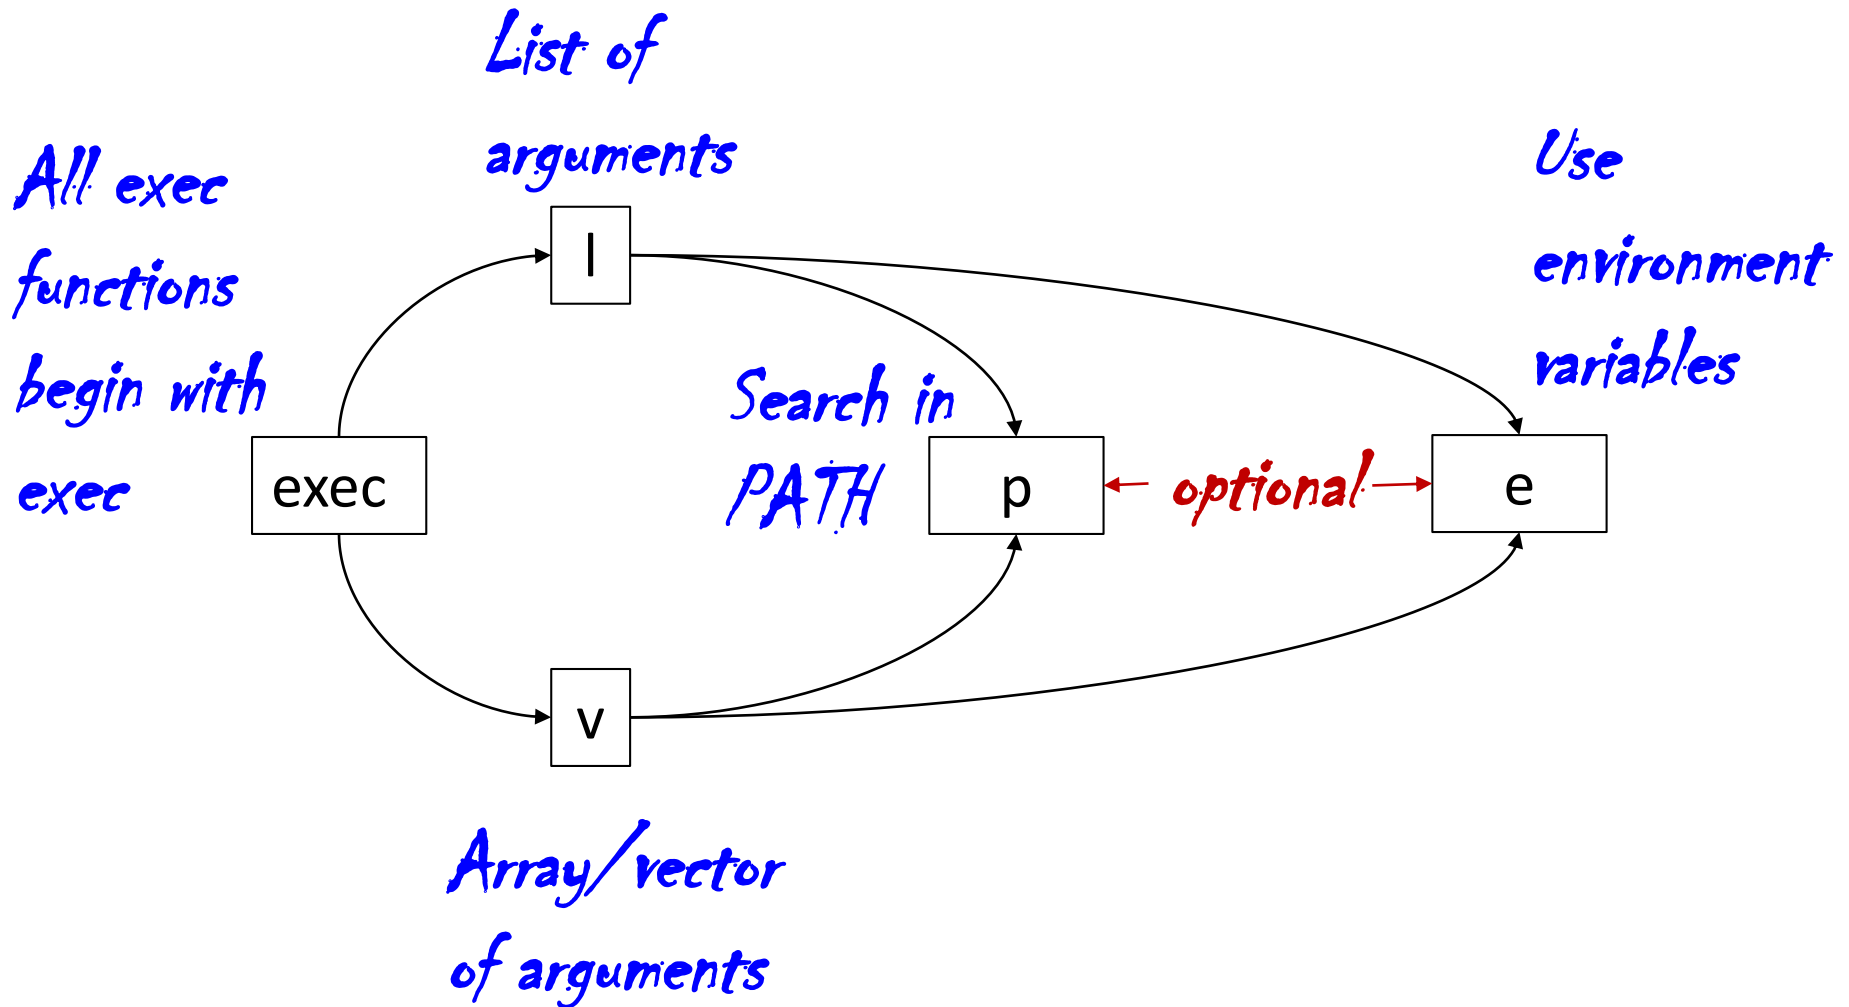 List of
arguments
All exec
functions
begin with
exec
Use
environment
variables
l
Search in
PATH
exec
p
optional
e
v
Array/vector
of arguments